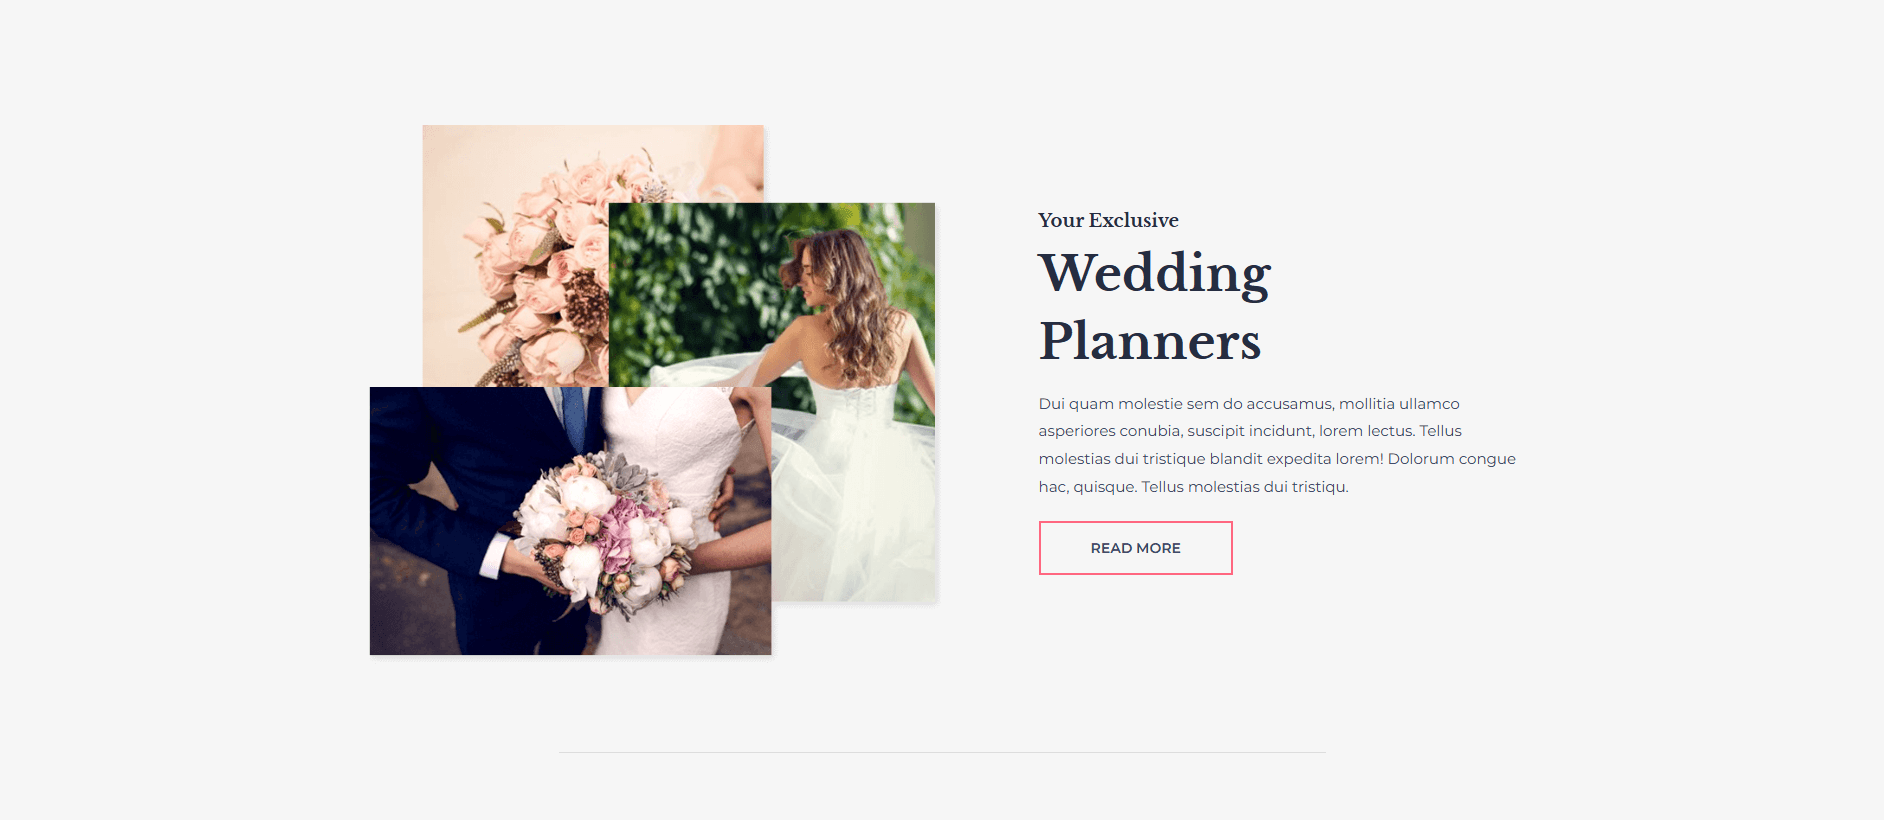 Your Exclusive
Wedding
Planners
Dui quam molestie sem do accusamus, mollitia ullamco
asperiores conubia, suscipit incidunt, lorem lectus. Tellus
molestias dui tristique blandit expedita lorem! Dolorum congue
hac, quisque. Tellus molestias dui tristiqu.
READ MORE